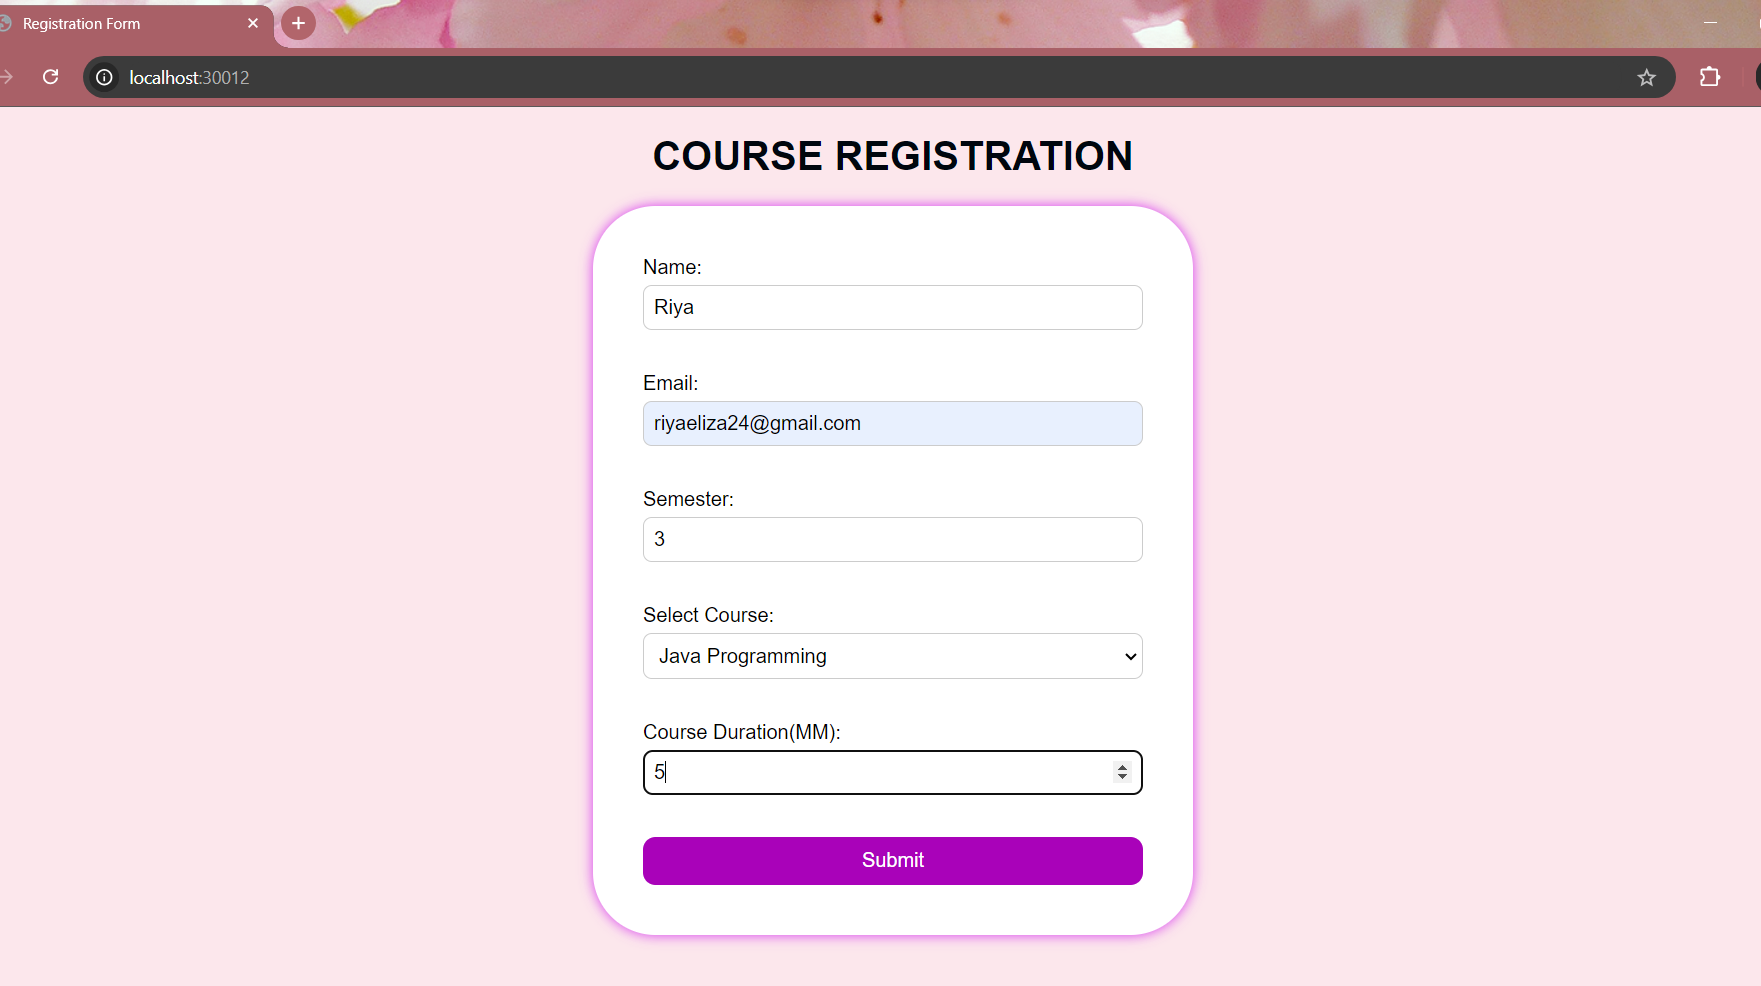 Registration Form
localhost:30012
COURSE REGISTRATION
Name:
Riya
Email:
riyaeliza24@gmail.com
Semester:
3
Select Course:
Java Programming
Course Duration(MM):
5
Submit